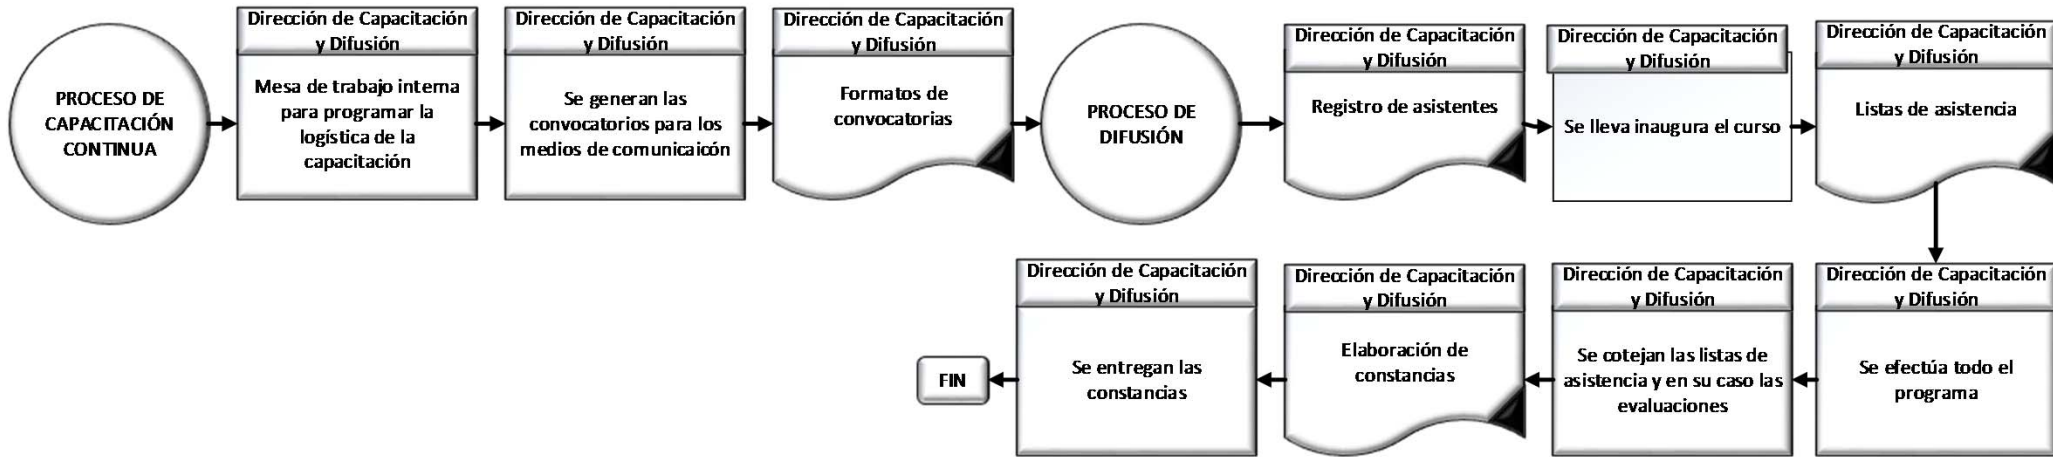 PROCESO DE
CAPACITACIÓN
CONTINUA
Dirección de Capacitación
y Difusión
Mesa de trabajo interna
para programar la
logística de la
capacitación
Dirección de Capacitación
y Difusión
Se generan las
convocatorios para los
medios de comunicaicón
Dirección de Capacitación
y Difusión
Formatos de
convocatorias
PROCESO DE
DIFUSIÓN
Dirección de Capacitación
y Difusión
Registro de asistentes
Dirección de Capacitación
y Difusión
Se lleva inaugura el curso
Dirección de Capacitación
y Difusión
Listas de asistencia
Dirección de Capacitación
y Difusión
Se efectúa todo el
programa
Dirección de Capacitación
y Difusión
Se cotejan las listas de
asistencia y en su caso las
evaluaciones
Dirección de Capacitación
y Difusión
Elaboración de
constancias
Dirección de Capacitación
y Difusión
Se entregan las
constancias
FIN